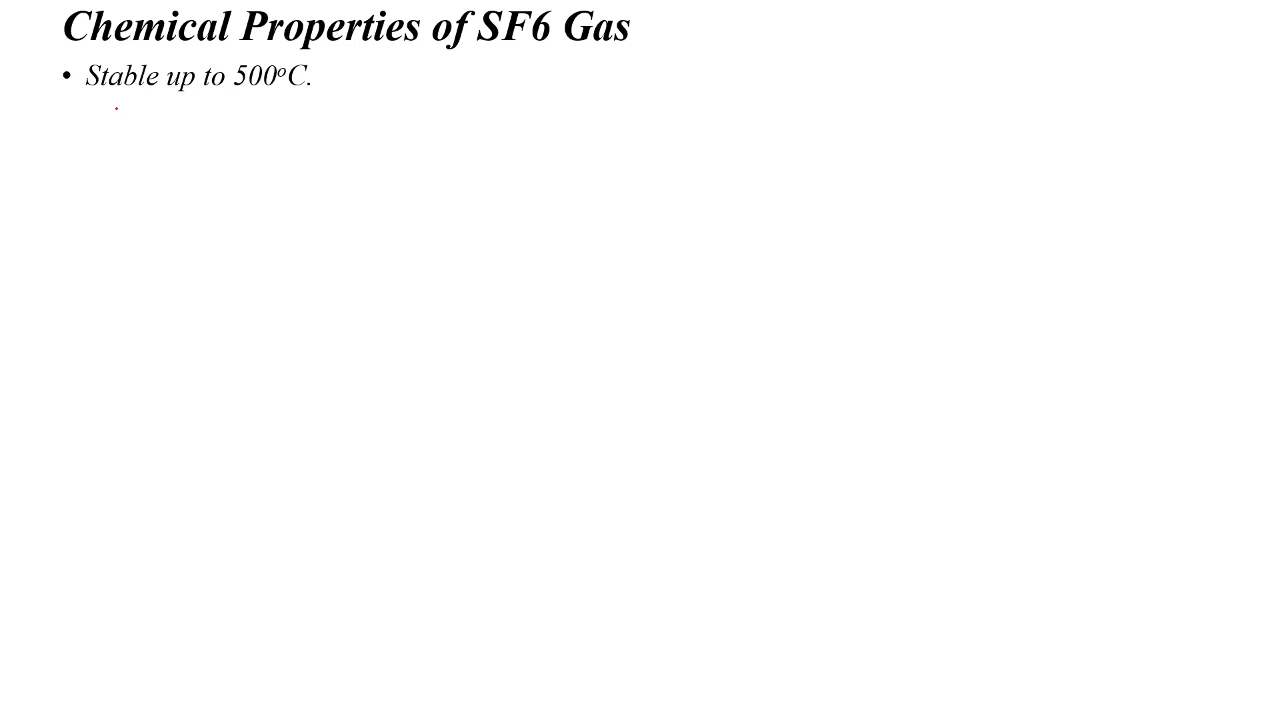 Chemical Properties of SF6 Gas
• Stable up to 500ºC.